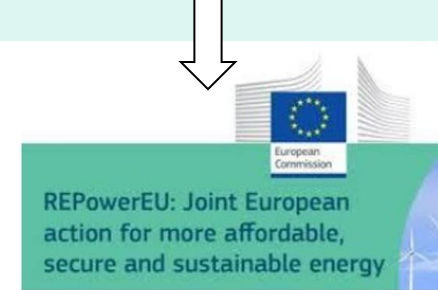 European
Commission
REPowerEU: Joint European
action for more affordable,
secure and sustainable energy